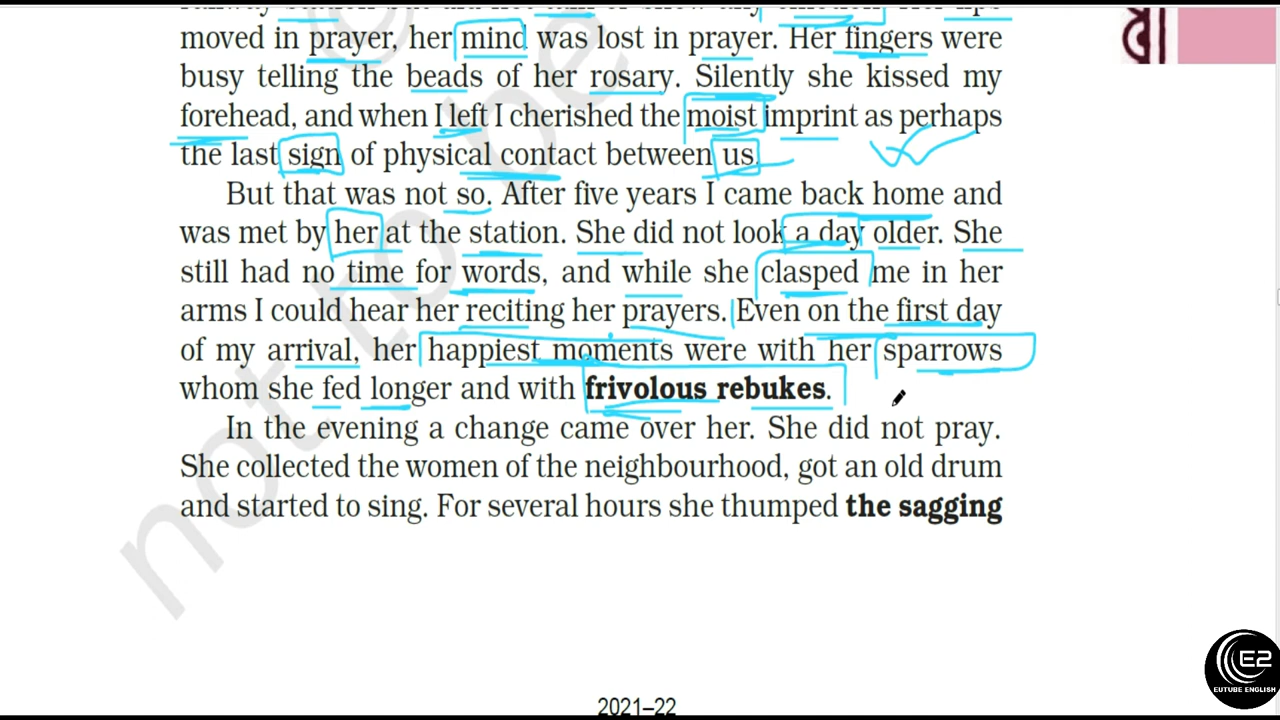 moved in prayer, her mind was lost in prayer. Her fingers were
busy telling the beads of her rosary. Silently she kissed my
forehead, and when I left I cherished the moist imprint as perhaps
the last sign of physical contact between us.
But that was not so. After five years I came back home and
was met by her at the station. She did not look a day older. She
still had no time for words, and while she clasped me in her
arms I could hear her reciting her prayers. Even on the first day
of my arrival, her happiest moments were with her sparrows
whom she fed longer and with frivolous rebukes.
In the evening a change came over her. She did not pray.
She collected the women of the neighbourhood, got an old drum
and started to sing. For several hours she thumped the sagging
not to be
2021–22
E2
EUTUBE ENGLISH